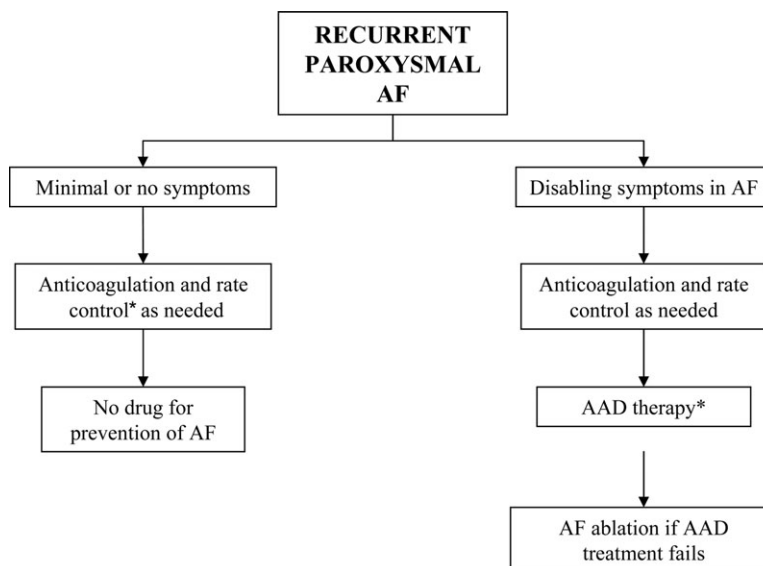 RECURRENT
PAROXYSMAL
AF
Minimal or no symptoms
Disabling symptoms in AF
Anticoagulation and rate
control* as needed
Anticoagulation and rate
control as needed
No drug for
prevention of AF
AAD therapy*
AF ablation if AAD
treatment fails